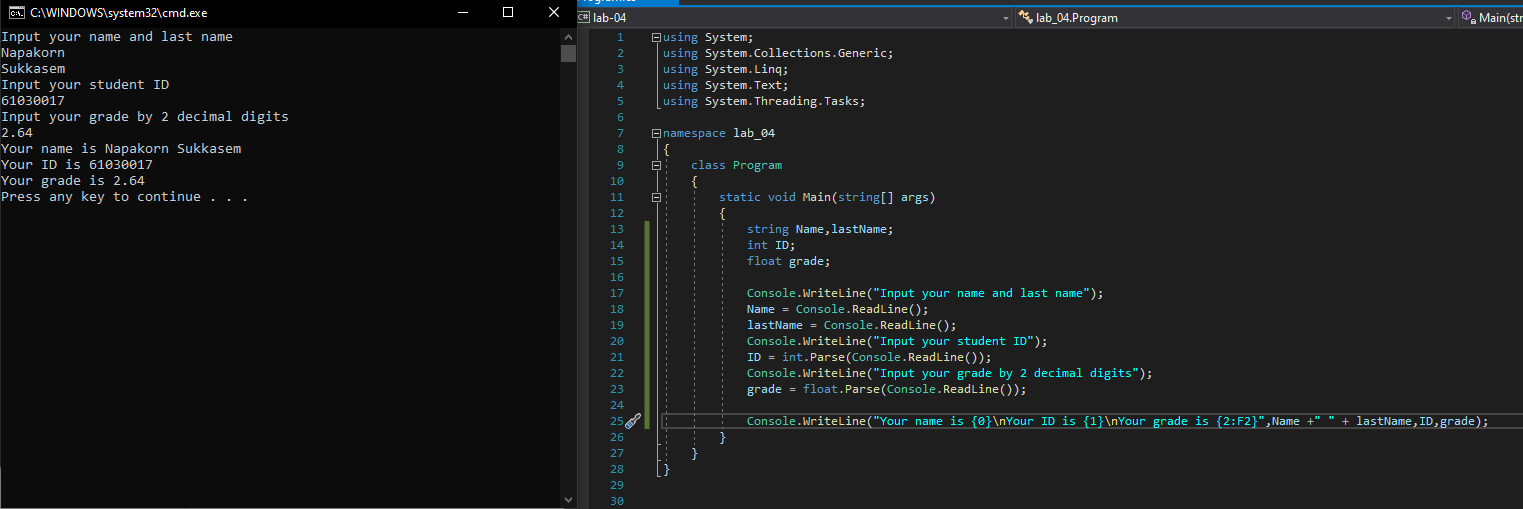 C:\WINDOWS\system32\cmd.exe
Input your name and last name
Napakorn
Sukkasem
Input your student ID
61030017
Input your grade by 2 decimal digits
2.64
Your name is Napakorn Sukkasem
Your ID is 61030017
Your grade is 2.64
Press any key to continue . . .
C# lab-04
lab_04.Program
Main(str
1 using System;
2 using System.Collections.Generic;
3 using System.Linq;
4 using System.Text;
5 using System.Threading.Tasks;
6
7 namespace lab_04
8 {
9 class Program
10 {
11 static void Main(string[] args)
12 {
13 string Name,lastName;
14 int ID;
15 float grade;
16
17 Console.WriteLine("Input your name and last name");
18 Name = Console.ReadLine();
19 lastName = Console.ReadLine();
20 Console.WriteLine("Input your student ID");
21 ID = int.Parse(Console.ReadLine());
22 Console.WriteLine("Input your grade by 2 decimal digits");
23 grade = float.Parse(Console.ReadLine());
24
25 Console.WriteLine("Your name is {0}\nYour ID is {1}\nYour grade is {2:F2}",Name +" " + lastName,ID,grade);
26 }
27 }
28 }
29
30